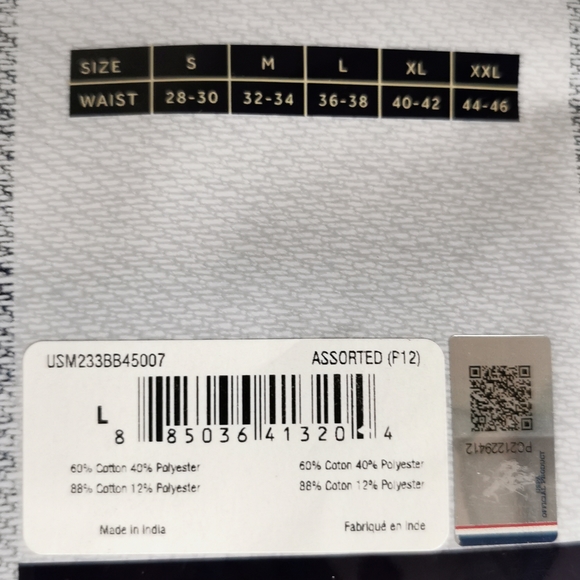 SIZE S M L XL XXL
WAIST 28-30 32-34 36-38 40-42 44-46
USM233BB45007 ASSORTED (F12)
L
8 85036 41320 4
60% Cotton 40% Polyester 60% Coton 40% Polyester
88% Cotton 12% Polyester 88% Coton 12% Polyester
Made in India Fabriqué en Inde
PC21229412
OFFICIAL PRODUCT